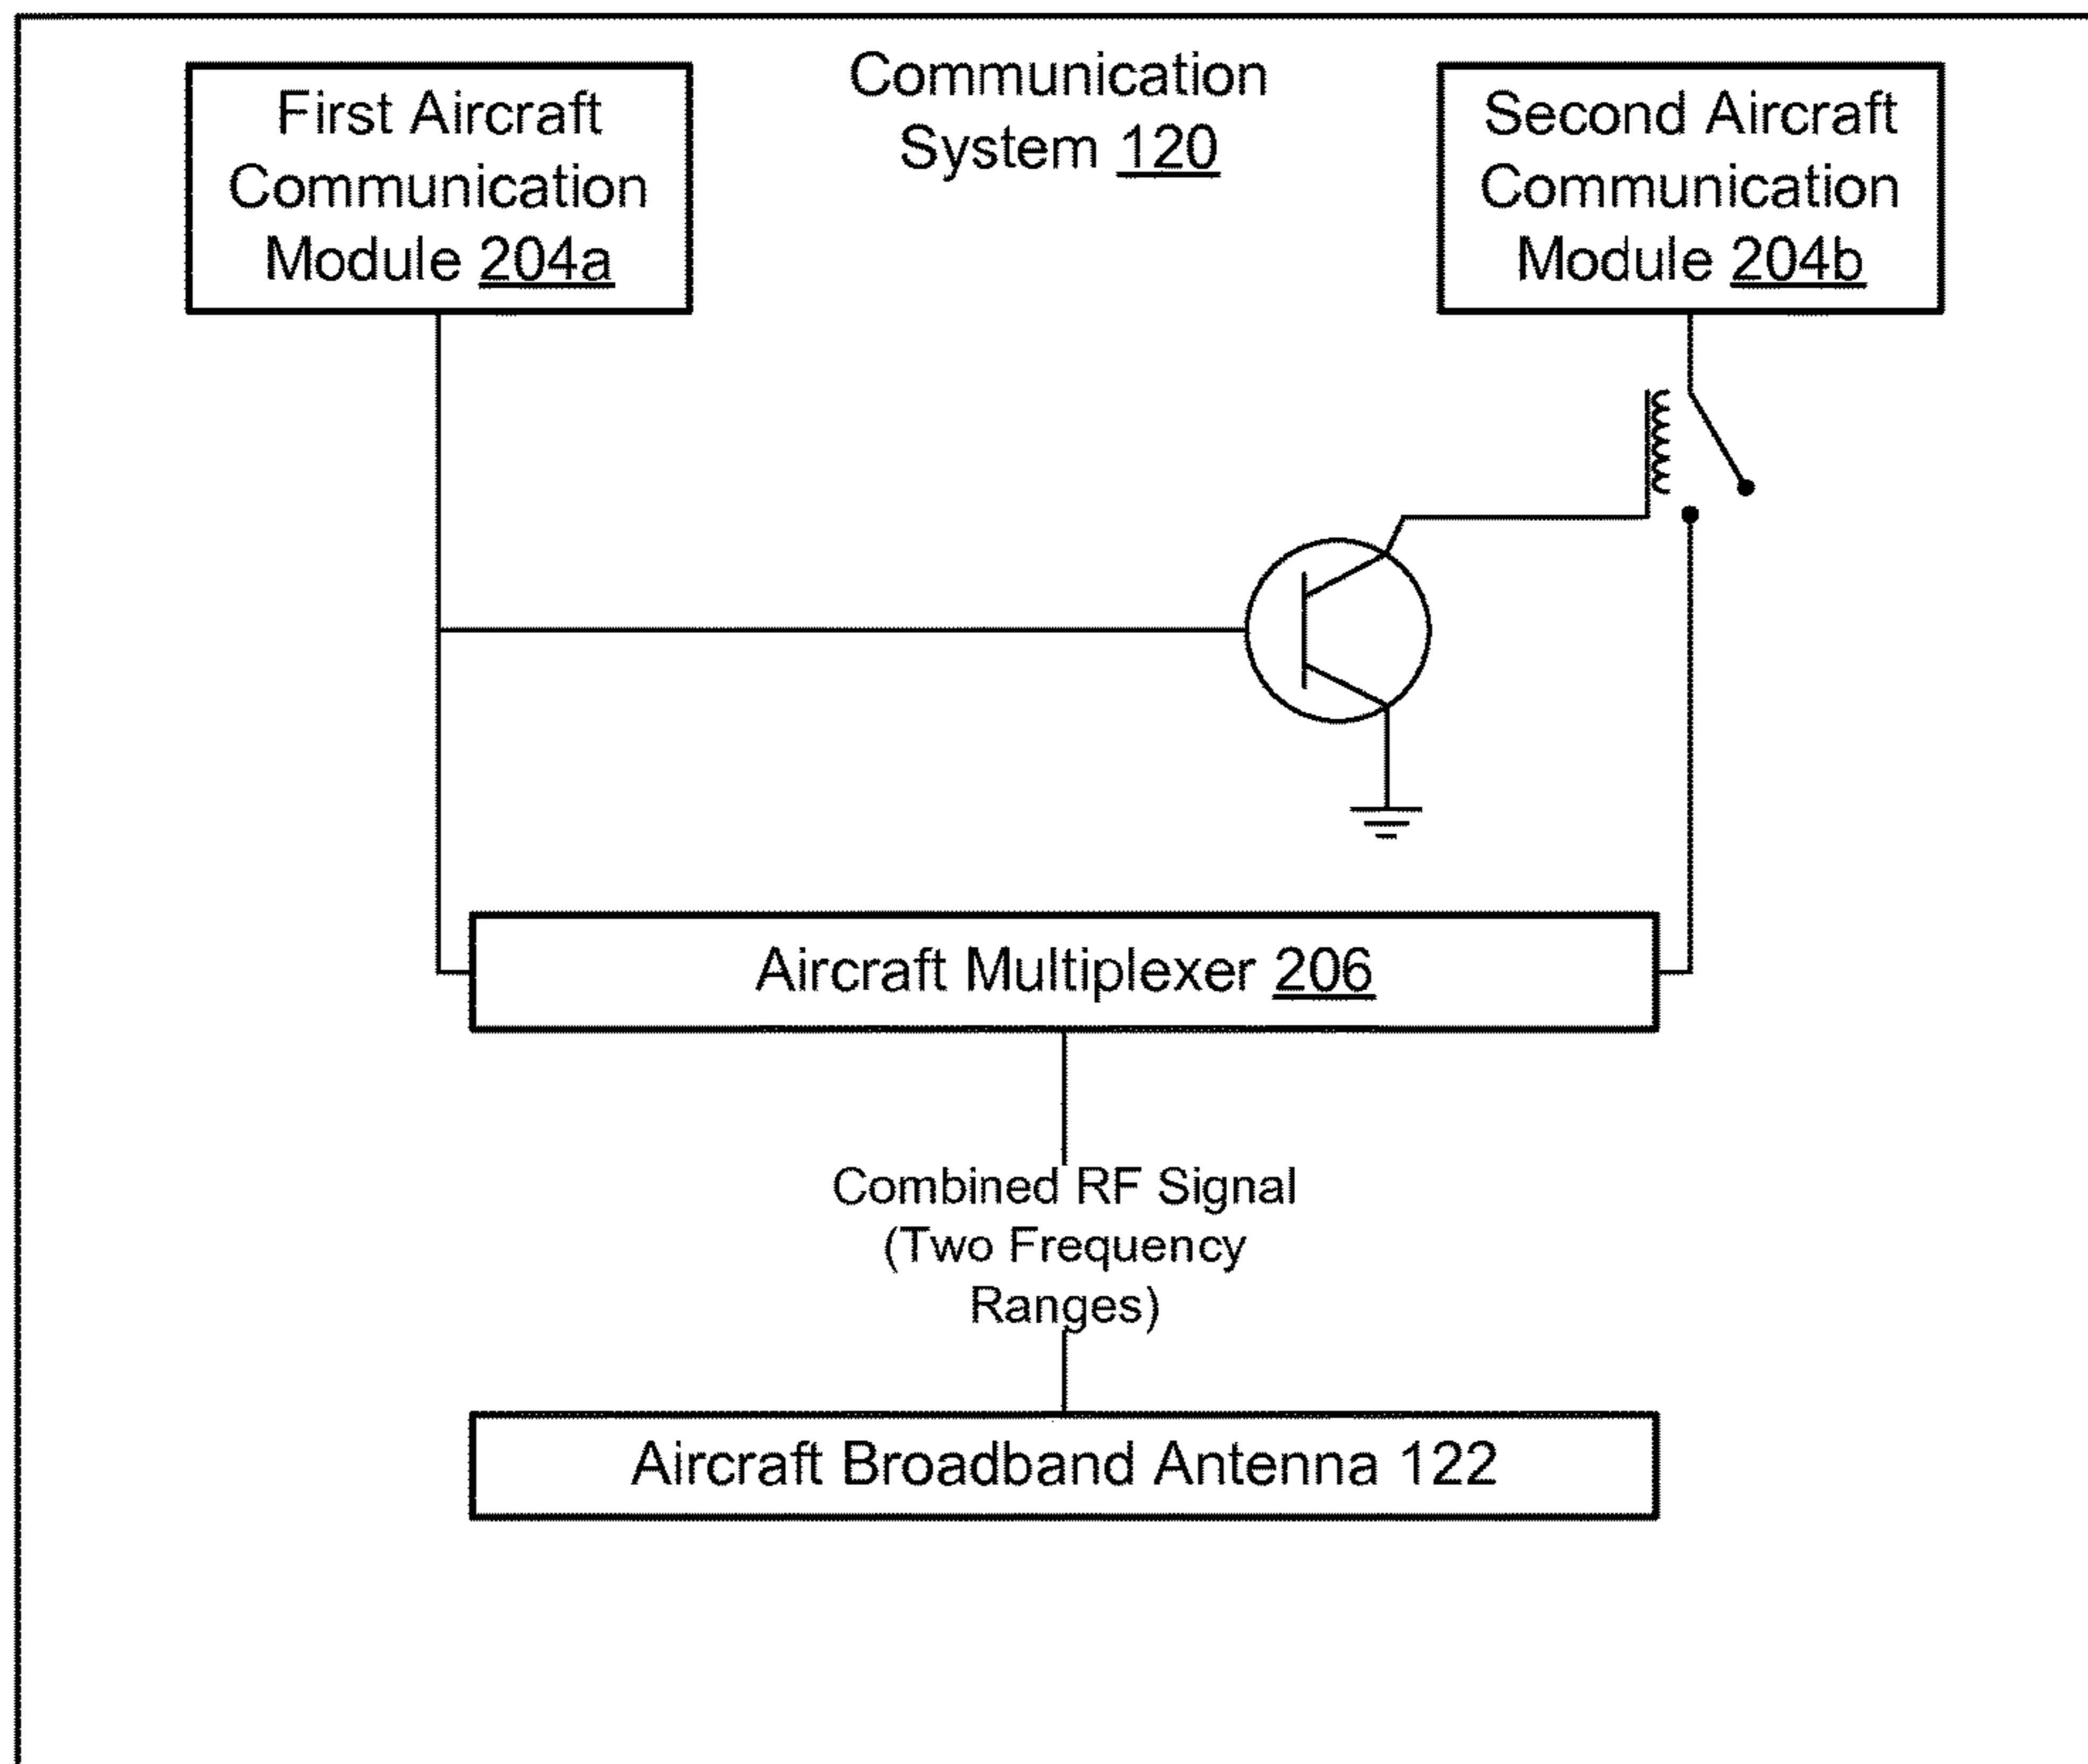 First Aircraft
Communication
Module 204a
Communication
System 120
Second Aircraft
Communication
Module 204b
Aircraft Multiplexer 206
Combined RF Signal
(Two Frequency
Ranges)
Aircraft Broadband Antenna 122